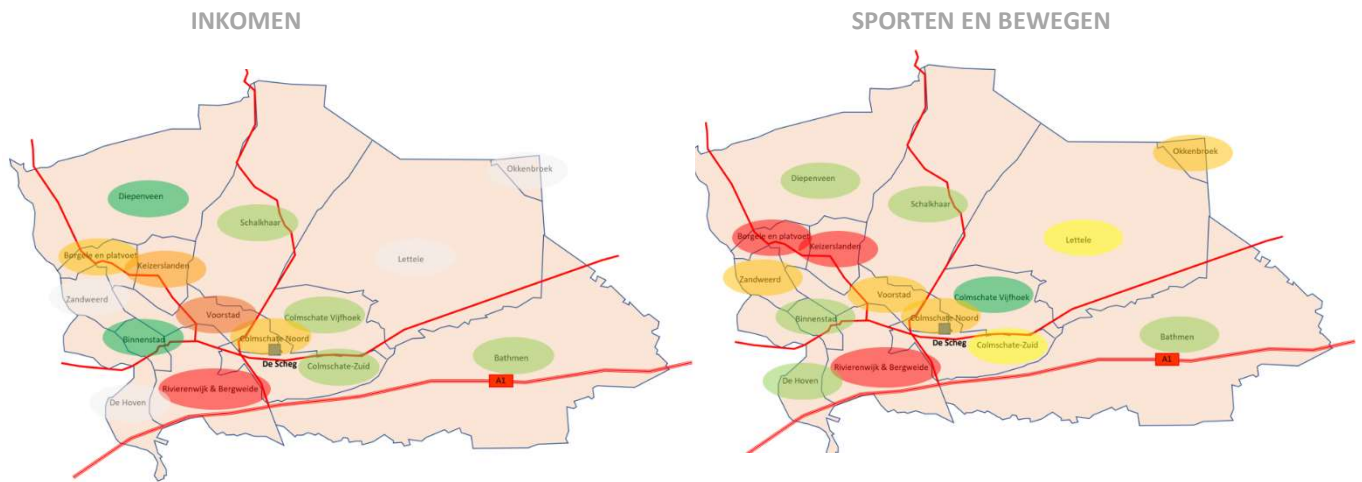 INKOMEN
Okkenbroek
Diepenveen
Schalkhaar
Borgele en platvoet
Keizerslanden
Lettele
Zandweerd
Voorstad
Colmschate Vijfhoek
Binnenstad
Colmschate Noord
De Scheg
Bathmen
Colmschate-Zuid
A1
Rivierenwijk & Bergweide
De Hoven
SPORTEN EN BEWEGEN
Okkenbroek
Diepenveen
Schalkhaar
Borgele en platvoet
Keizerslanden
Lettele
Zandweerd
Voorstad
Colmschate Vijfhoek
Binnenstad
Colmschate Noord
De Scheg
Bathmen
Colmschate-Zuid
A1
Rivierenwijk & Bergweide
De Hoven